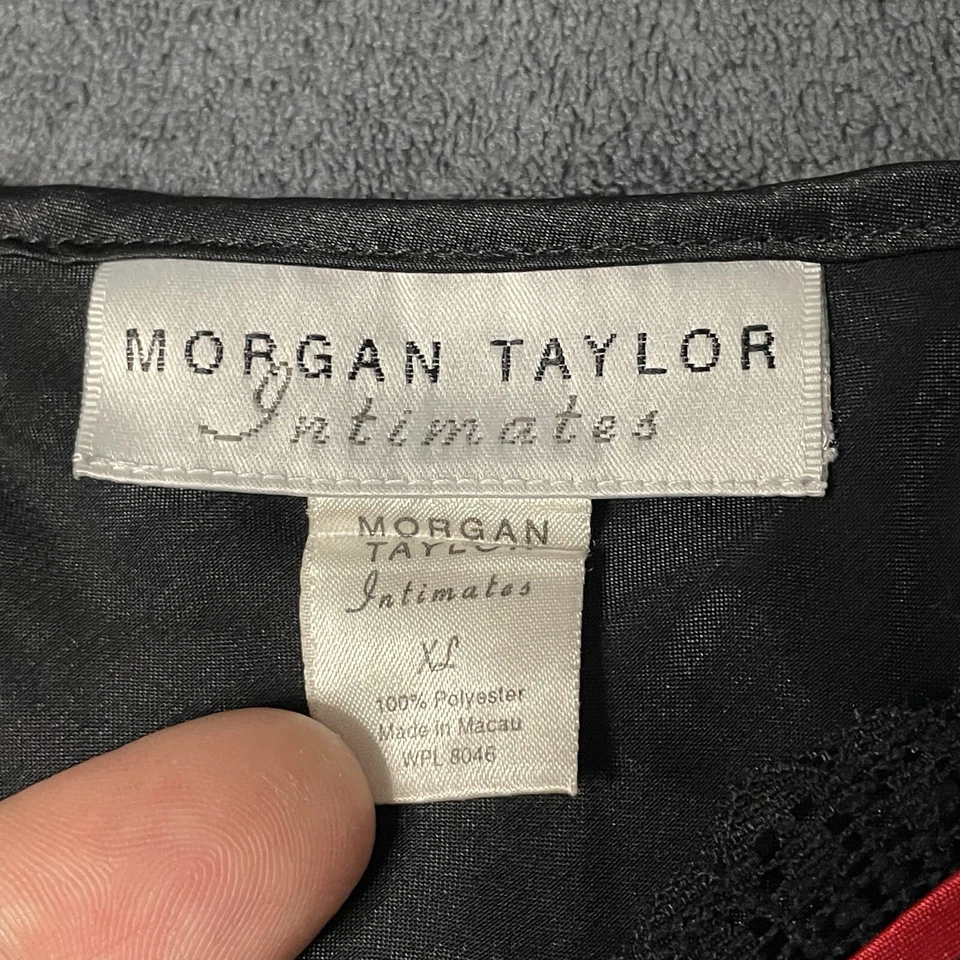 MORGAN TAYLOR
Intimates
MORGAN
TAYLOR
Intimates
XL
100% Polyester
Made in Macau
WPL 8046